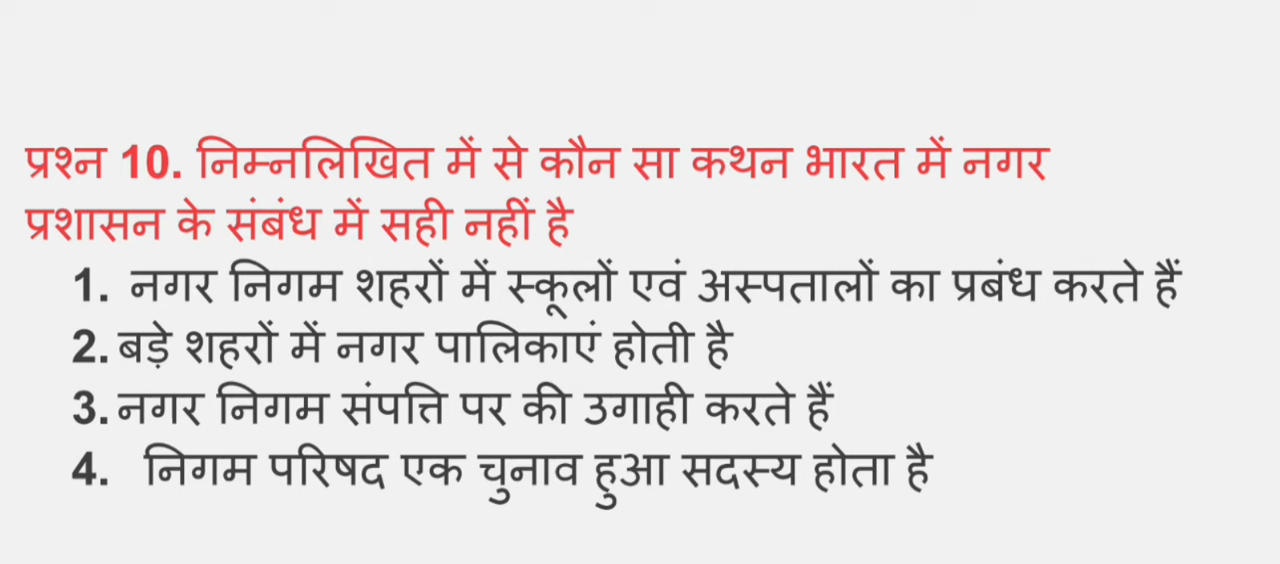 प्रश्न 10. निम्नलिखित में से कौन सा कथन भारत में नगर
प्रशासन के संबंध में सही नहीं है
1. नगर निगम शहरों में स्कूलों एवं अस्पतालों का प्रबंध करते हैं
2. बड़े शहरों में नगर पालिकाएं होती है
3. नगर निगम संपत्ति पर की उगाही करते हैं
4. निगम परिषद एक चुनाव हुआ सदस्य होता है